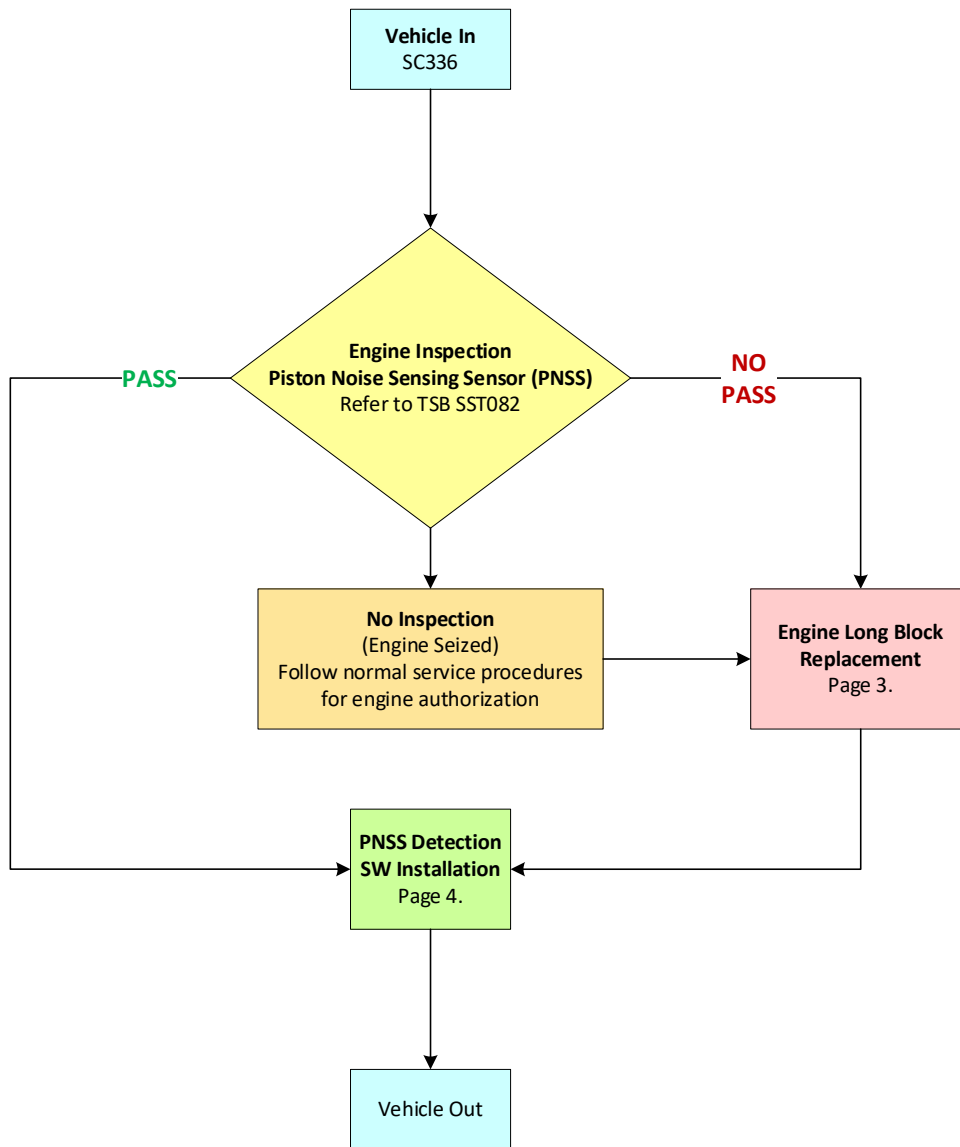 Vehicle In
SC336
Engine Inspection
Piston Noise Sensing Sensor (PNSS)
Refer to TSB SST082
PASS
NO
PASS
No Inspection
(Engine Seized)
Follow normal service procedures
for engine authorization
Engine Long Block
Replacement
Page 3.
PNSS Detection
SW Installation
Page 4.
Vehicle Out